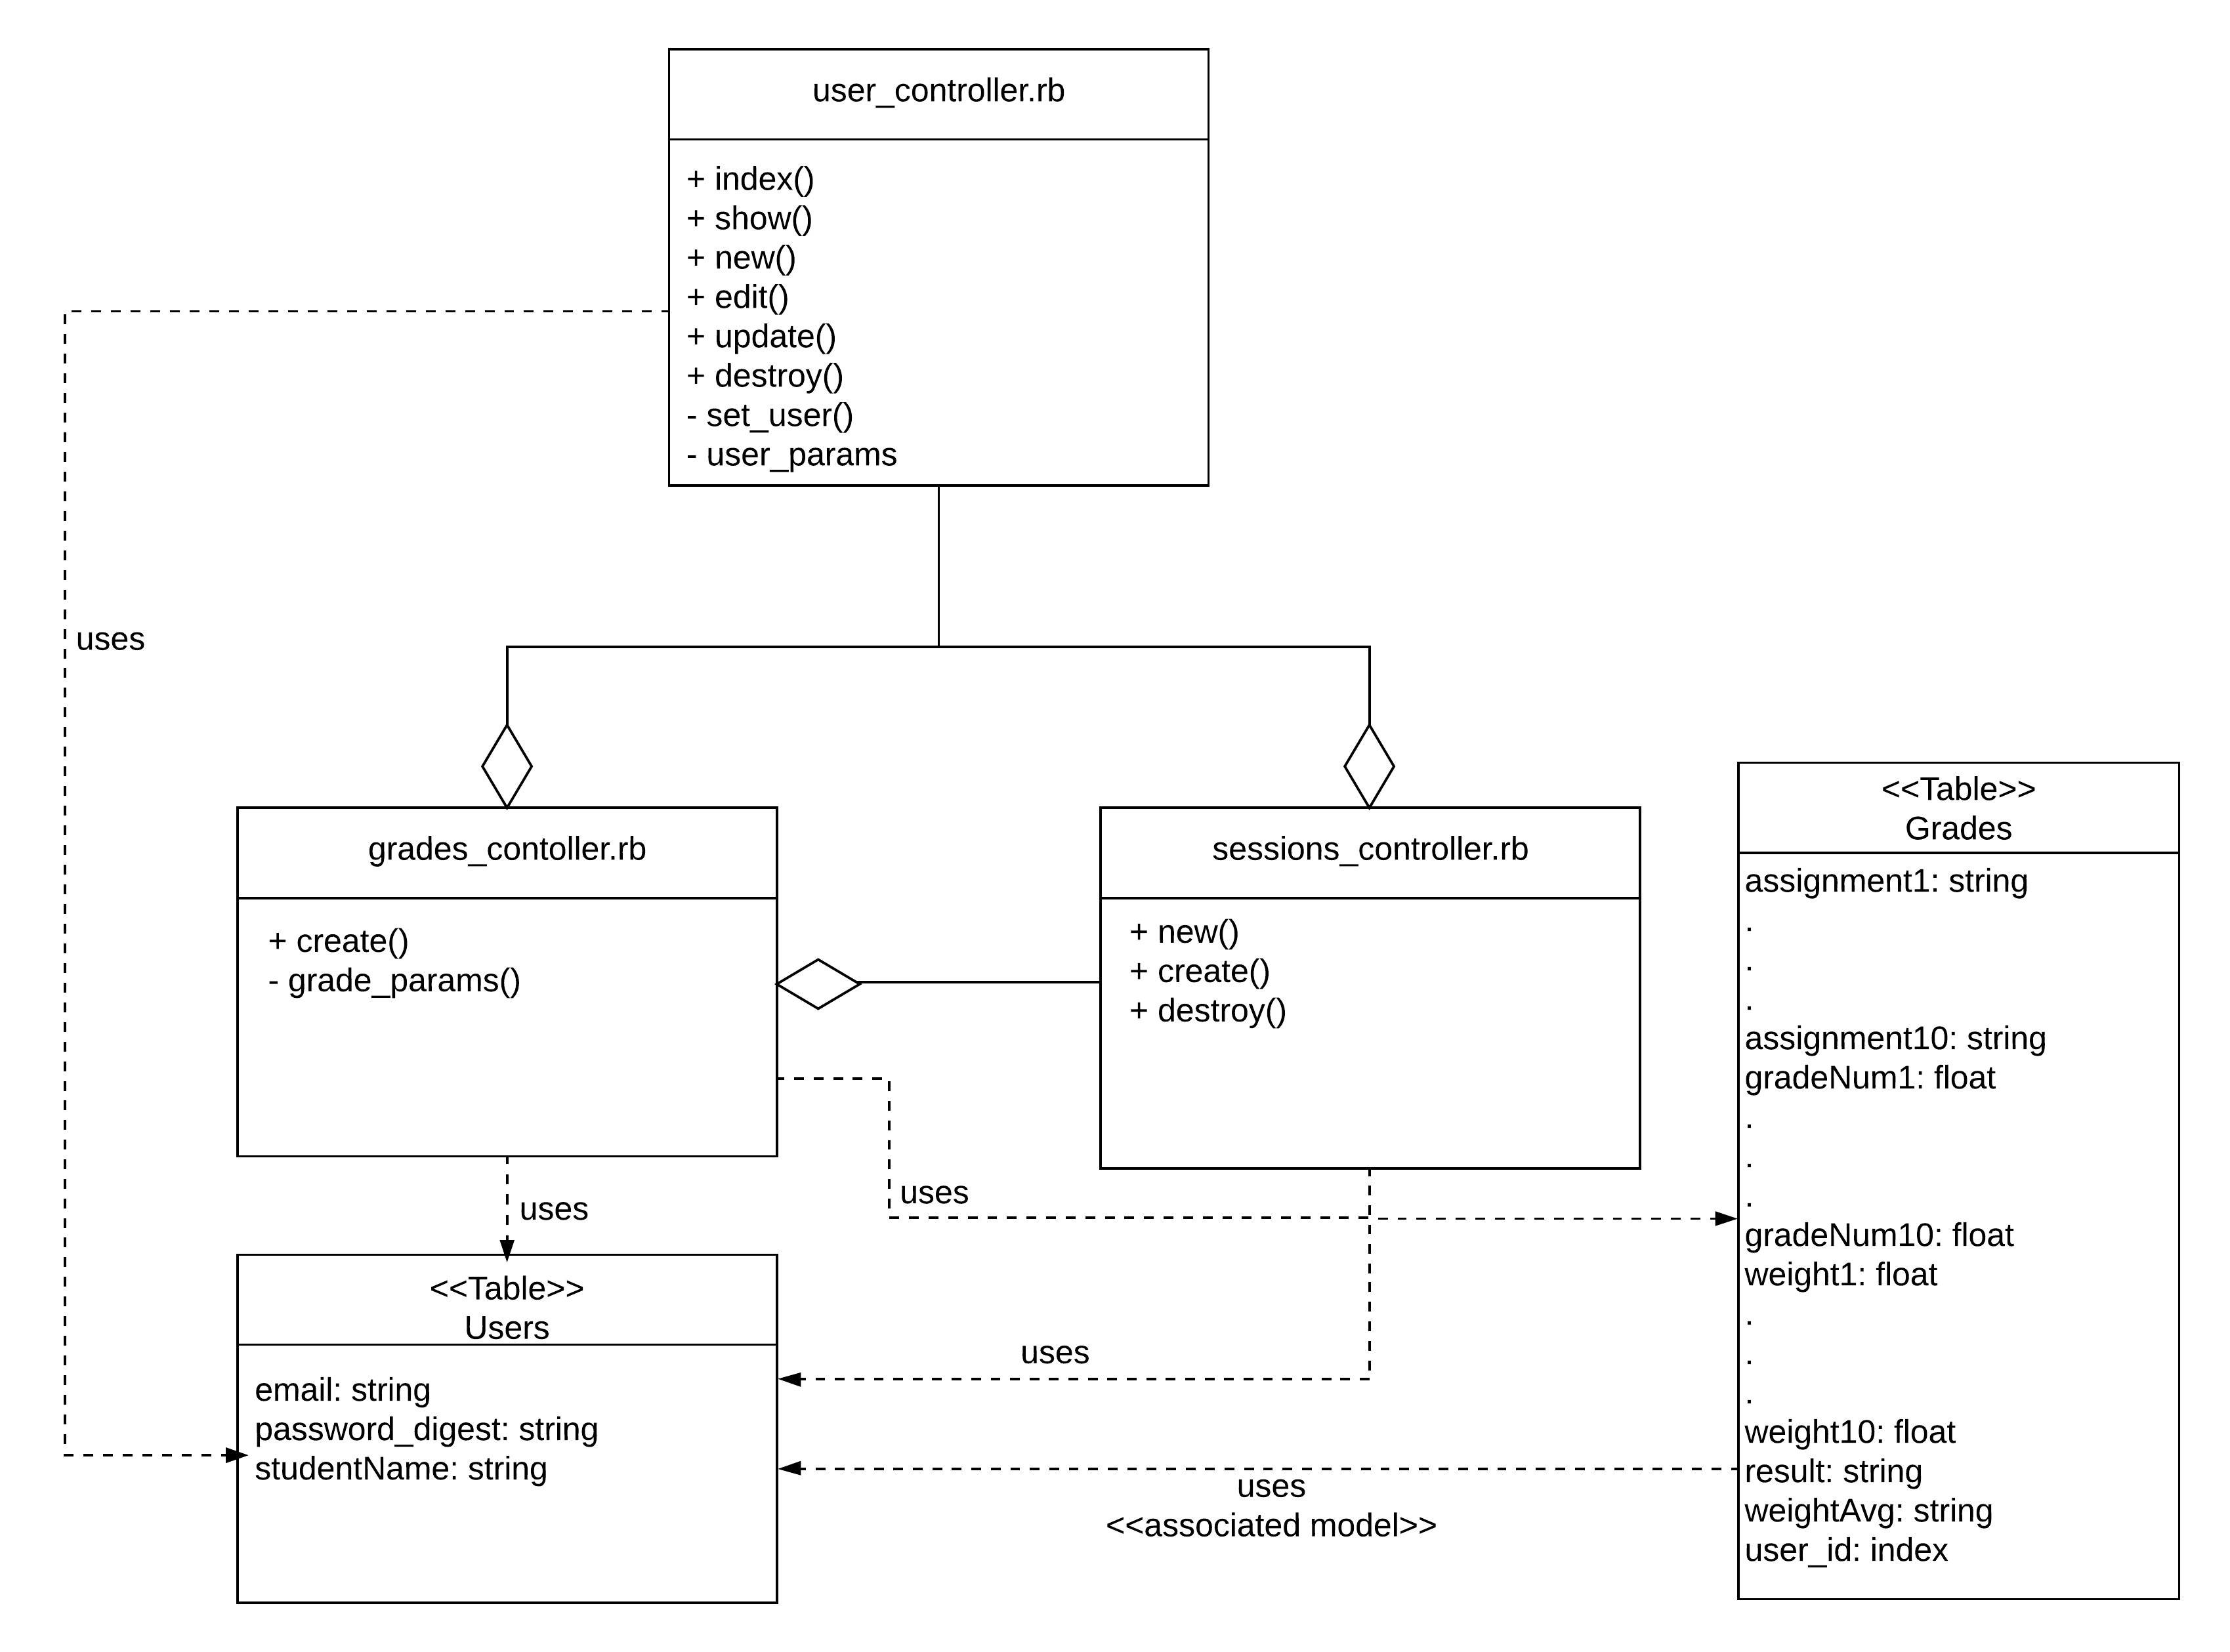 user_controller.rb
+ index()
+ show()
+ new()
+ edit()
+ update()
+ destroy()
- set_user()
- user_params
uses
grades_contoller.rb
+ create()
- grade_params()
sessions_controller.rb
+ new()
+ create()
+ destroy()
<<Table>>
Grades
assignment1: string
.
.
.
assignment10: string
gradeNum1: float
.
.
.
gradeNum10: float
weight1: float
.
.
.
weight10: float
result: string
weightAvg: string
user_id: index
uses
uses
<<Table>>
Users
email: string
password_digest: string
studentName: string
uses
uses
<<associated model>>